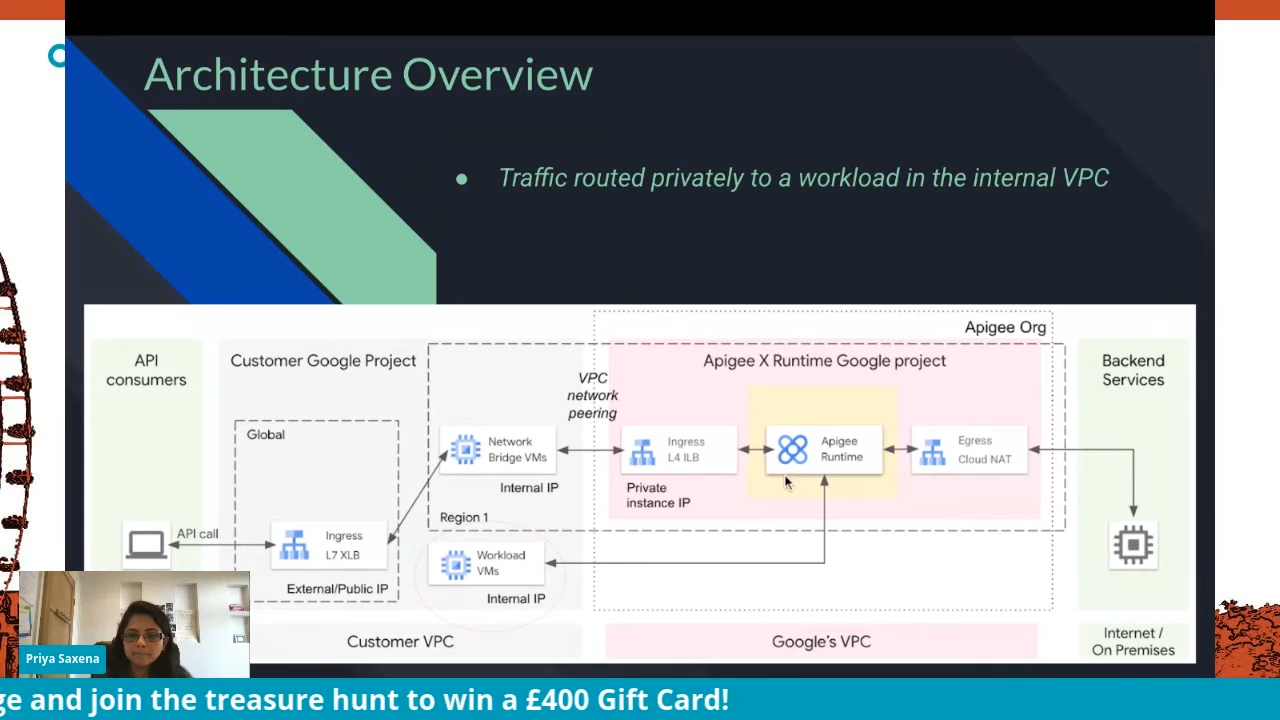 Architecture Overview
● Traffic routed privately to a workload in the internal VPC
Apigee Org
API
consumers
Customer Google Project
VPC
network
peering
Apigee X Runtime Google project
Backend
Services
Global
Network
Bridge VMs
Internal IP
Ingress
L4 ILB
Private
instance IP
Apigee
Runtime
Egress
Cloud NAT
Region 1
API call
Ingress
L7 XLB
External/Public IP
Workload
VMs
Internal IP
Customer VPC
Google's VPC
Internet /
On Premises
Priya Saxena
ge and join the treasure hunt to win a £400 Gift Card!